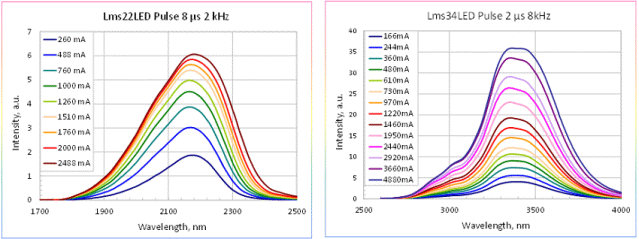 Lms22LED Pulse 8 µs 2 kHz
Intensity, a.u.
7
6
5
4
3
2
1
0
260 mA
488 mA
760 mA
1000 mA
1260 mA
1510 mA
1760 mA
2000 mA
2488 mA
1700 1900 2100 2300 2500
Wavelength, nm
Lms34LED Pulse 2 µs 8kHz
Intensity, a.u.
40
35
30
25
20
15
10
5
0
166mA
244mA
360mA
480mA
610mA
730mA
970mA
1220mA
1460mA
1950mA
2440mA
2920mA
3660mA
4880mA
2500 3000 3500 4000
Wavelength, nm